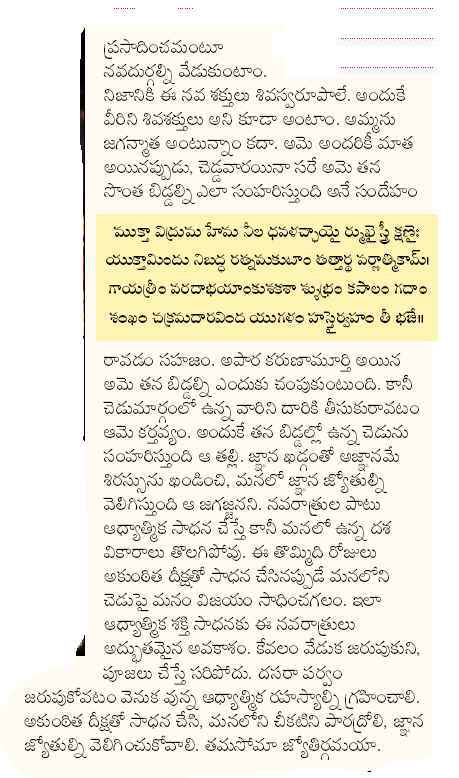 ప్రసాదించమంటూ
నవదుర్గల్ని వేడుకుంటాం.
నిజానికి ఈ నవ శక్తులు శివస్వరూపాలే. అందుకే
వీరిని శివశక్తులు అని కూడా అంటాం. అమ్మను
జగన్మాత అంటున్నాం కదా. ఆమె అందరికీ మాత
అయినప్పుడు, చెడ్డవారయినా సరే ఆమె తన
సొంత బిడ్డల్ని ఎలా సంహరిస్తుంది అనే సందేహం
ముక్తా విద్రుమ హేమ నీల ధవళచ్ఛాయై ర్ముఖైస్త్రీ క్షణైః
యుక్తామిందు నిబద్ధ రత్నమకుటాం తత్త్వార్థ వర్ణాత్మికామ్।
గాయత్రీం వరదాభయాంకుశకశా శ్శుభ్రం కపాలం గదాం
శంఖం చక్రమదారవింద యుగళం హస్తైర్వహం తీ భజే॥
రావడం సహజం. అపార కరుణామూర్తి అయిన
ఆమె తన బిడ్డల్ని ఎందుకు చంపుకుంటుంది. కానీ
చెడుమార్గంలో ఉన్న వారిని దారికి తీసుకురావటం
ఆమె కర్తవ్యం. అందుకే తన బిడ్డల్లో ఉన్న చెడును
సంహరిస్తుంది ఆ తల్లి. జ్ఞాన ఖడ్గంతో అజ్ఞానమే
శిరస్సును ఖండించి, మనలో జ్ఞాన జ్యోతుల్ని
వెలిగిస్తుంది ఆ జగజ్జనని. నవరాత్రుల పాటు
ఆధ్యాత్మిక సాధన చేస్తే కానీ మనలో ఉన్న దశ
వికారాలు తొలగిపోవు. ఈ తొమ్మిది రోజులు
అకుంఠిత దీక్షతో సాధన చేసినప్పుడే మనలోని
చెడుపై మనం విజయం సాధించగలం. ఇలా
ఆధ్యాత్మిక శక్తి సాధనకు ఈ నవరాత్రులు
అద్భుతమైన అవకాశం. కేవలం వేడుక జరుపుకుని,
పూజలు చేస్తే సరిపోదు. దసరా పర్వం
జరుపుకోవటం వెనుక వున్న ఆధ్యాత్మిక రహస్యాల్ని గ్రహించాలి.
అకుంఠిత దీక్షతో సాధన చేసి, మనలోని చీకటిని పారద్రోలి, జ్ఞాన
జ్యోతుల్ని వెలిగించుకోవాలి. తమసోమా జ్యోతిర్గమయా.